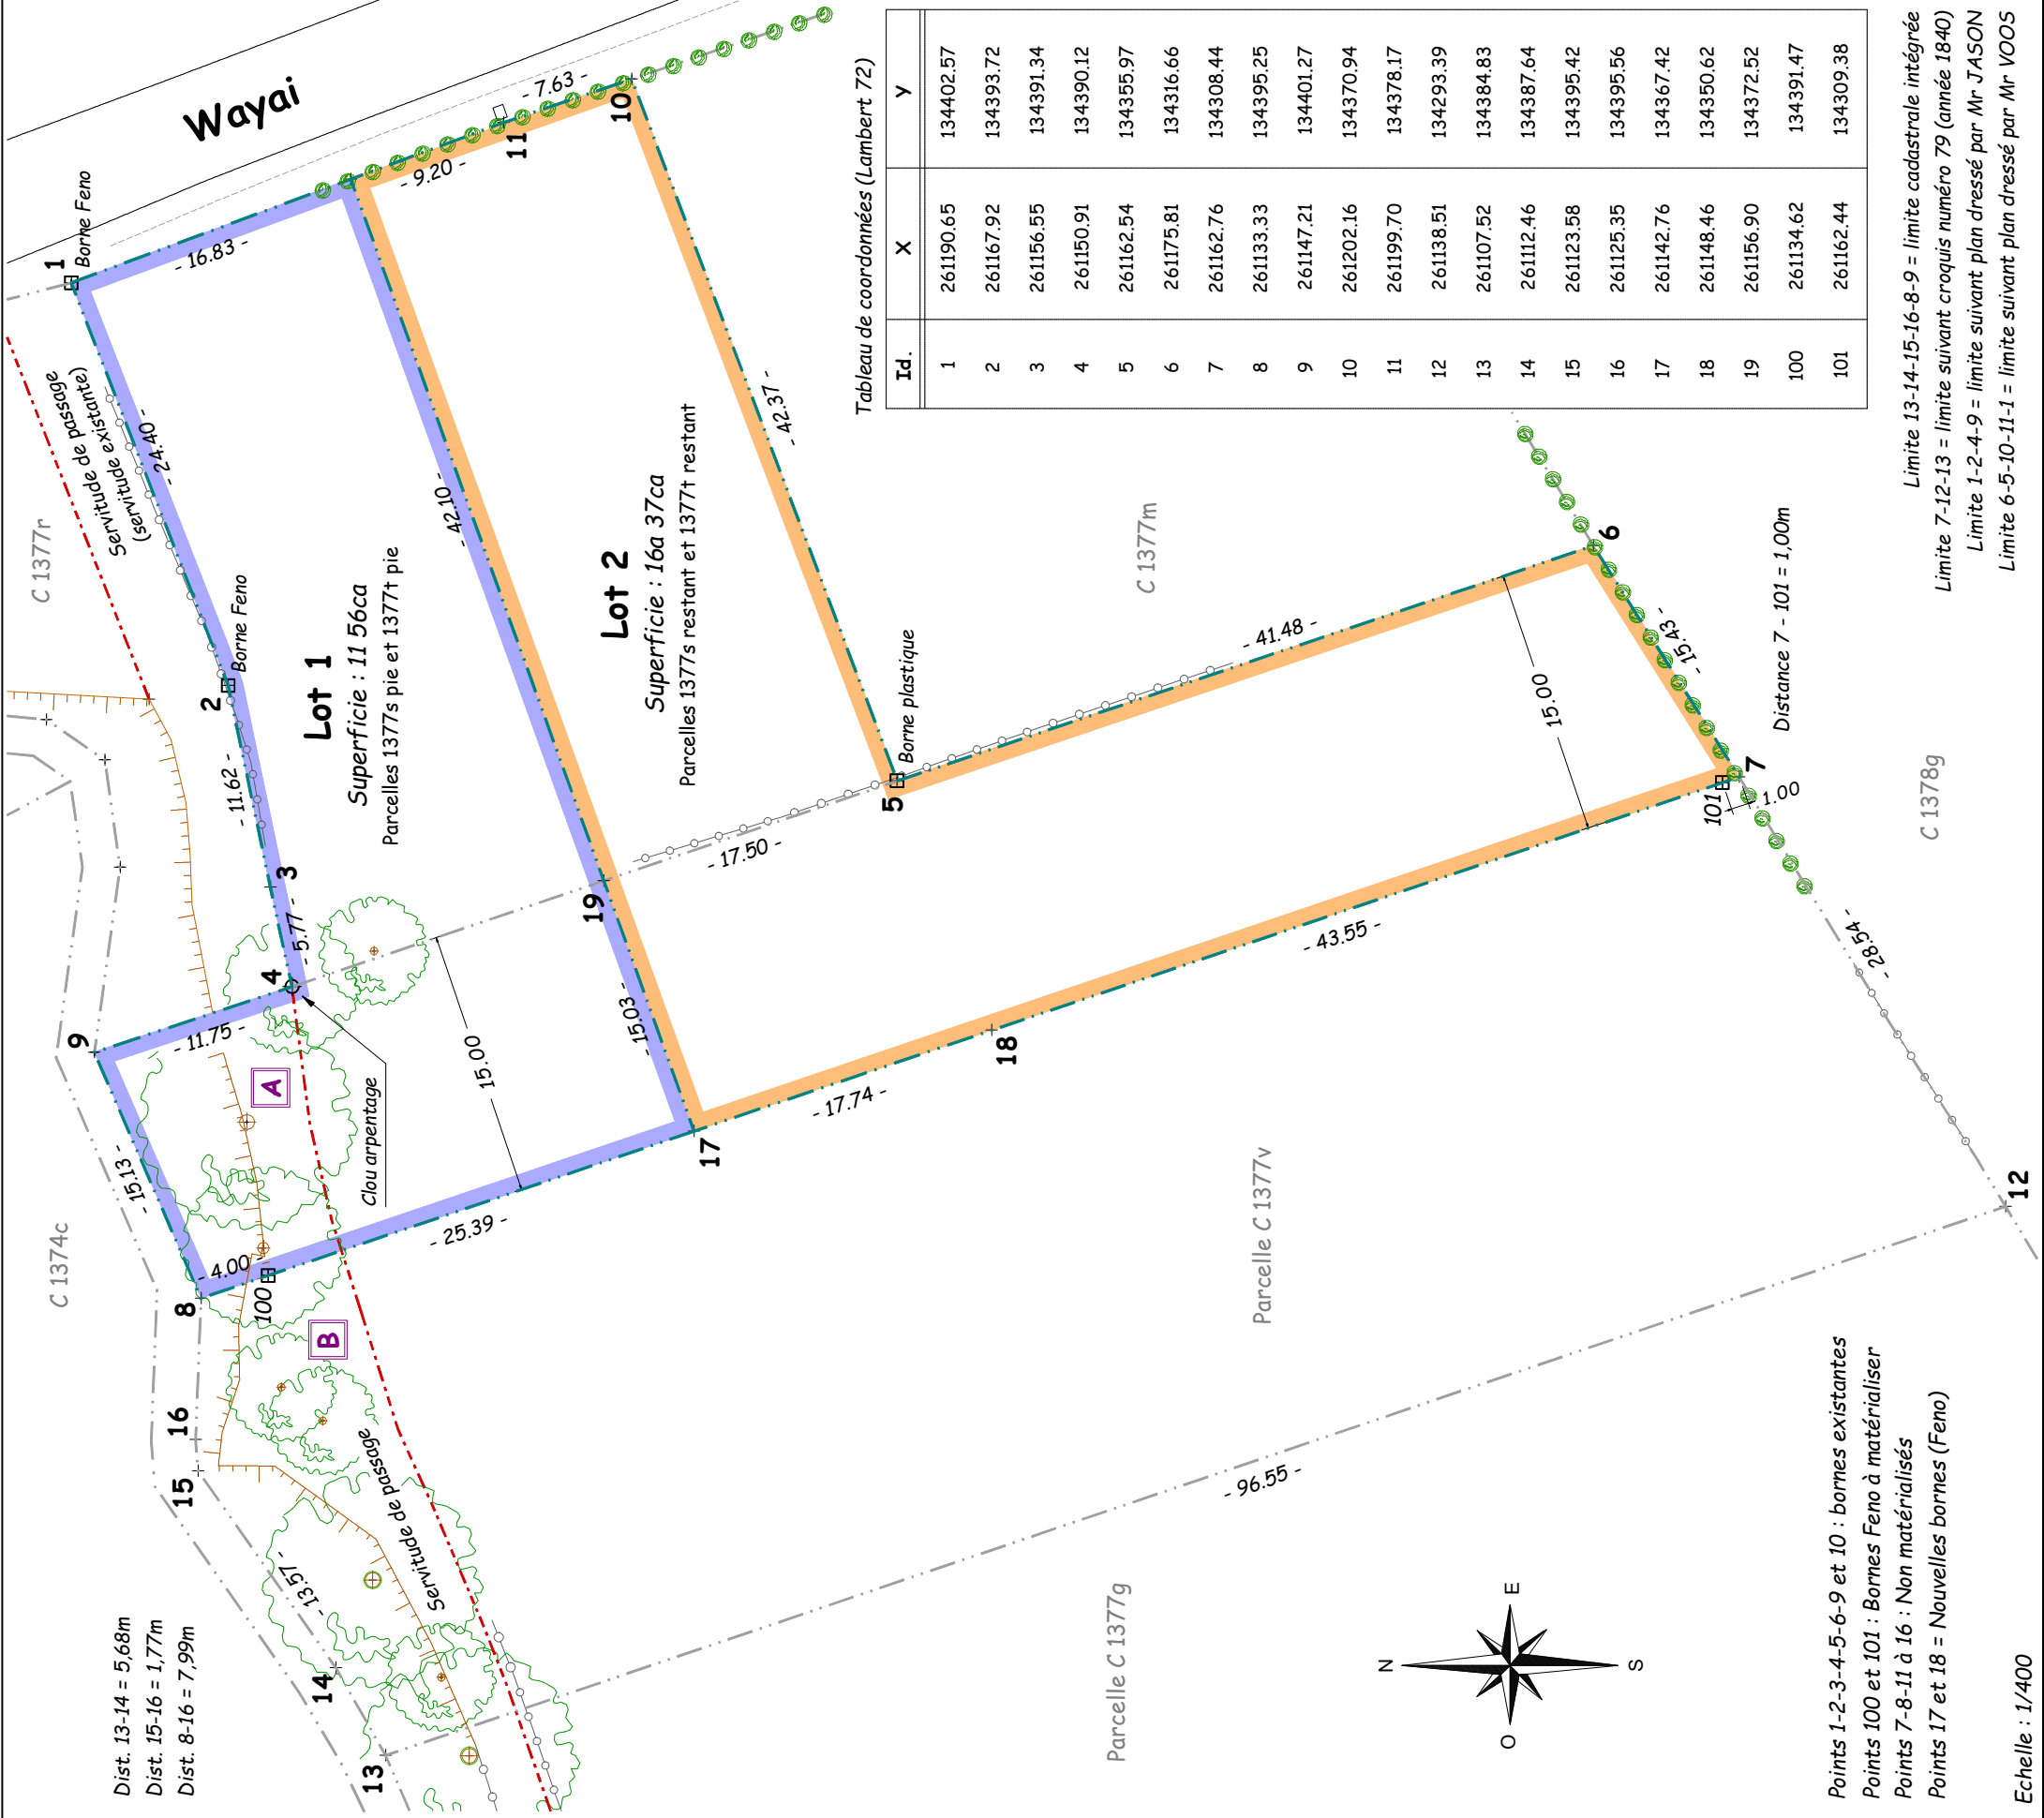 Wayai
1
Borne Feno
- 16.83 -
- 9.20 -
11
- 7.63 -
10
C 1377r
Servitude de passage
(servitude existante)
- 24.40 -
2
Borne Feno
- 11.62 -
3
- 5.77 -
4
9
- 11.75 -
- 15.13 -
A
Clou arpentage
8
- 4.00 -
100
B
- 25.39 -
15.00
Lot 1
Superficie : 11 56ca
Parcelles 1377s pie et 1377t pie
- 42.10 -
19
- 15.03 -
17
Lot 2
Superficie : 16a 37ca
Parcelles 1377s restant et 1377t restant
- 42.37 -
- 17.50 -
5
Borne plastique
- 41.48 -
C 1377m
6
- 15.43 -
15.00
7
101
1.00
Distance 7 - 101 = 1,00m
- 43.55 -
18
- 17.74 -
C 1378g
- 28.54 -
12
Parcelle C 1377v
- 96.55 -
Parcelle C 1377g
C 1374c
16
15
- 13.57 -
14
13
Servitude de passage
Dist. 13-14 = 5,68m
Dist. 15-16 = 1,77m
Dist. 8-16 = 7,99m
Tableau de coordonnées (Lambert 72)
Id. X Y
1 261190.65 134402.57
2 261167.92 134393.72
3 261156.55 134391.34
4 261150.91 134390.12
5 261162.54 134355.97
6 261175.81 134316.66
7 261162.76 134308.44
8 261133.33 134395.25
9 261147.21 134401.27
10 261202.16 134370.94
11 261199.70 134378.17
12 261138.51 134293.39
13 261107.52 134384.83
14 261112.46 134387.64
15 261123.58 134395.42
16 261125.35 134395.56
17 261142.76 134367.42
18 261148.46 134350.62
19 261156.90 134372.52
100 261134.62 134391.47
101 261162.44 134309.38
Limite 13-14-15-16-8-9 = limite cadastrale intégrée
Limite 7-12-13 = limite suivant croquis numéro 79 (année 1840)
Limite 1-2-4-9 = limite suivant plan dressé par Mr JASON
Limite 6-5-10-11-1 = limite suivant plan dressé par Mr VOOS
N
E
S
O
Points 1-2-3-4-5-6-9 et 10 : bornes existantes
Points 100 et 101 : Bornes Feno à matérialiser
Points 7-8-11 à 16 : Non matérialisés
Points 17 et 18 = Nouvelles bornes (Feno)
Echelle : 1/400